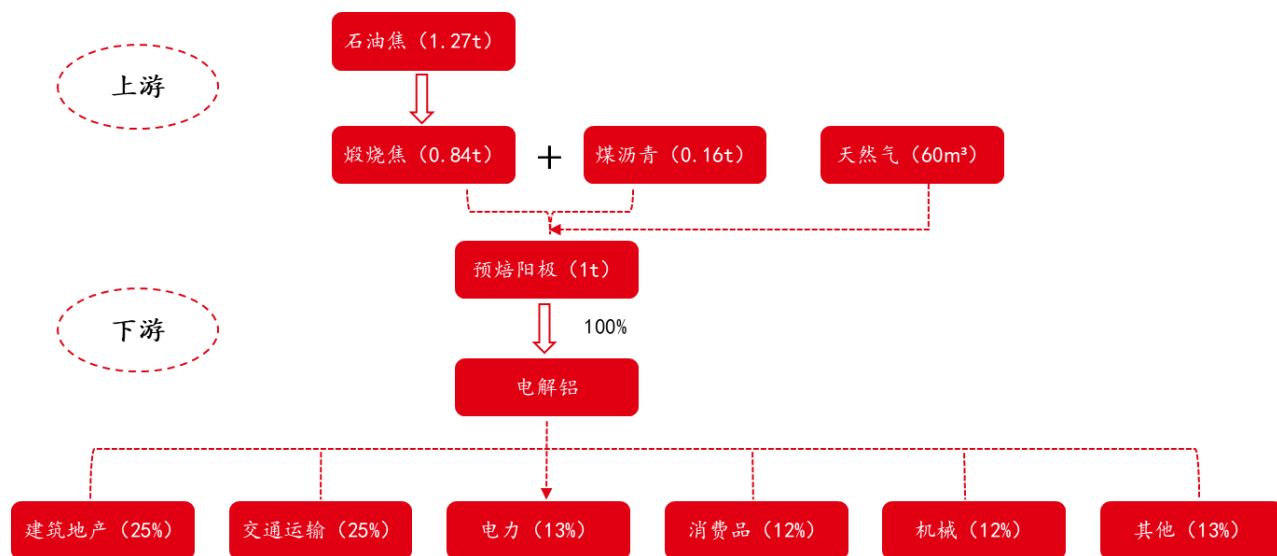 石油焦（1.27t）
上游
煅烧焦（0.84t）
+
煤沥青（0.16t）
天然气（60m³）
预焙阳极（1t）
下游
100%
电解铝
建筑地产（25%）
交通运输（25%）
电力（13%）
消费品（12%）
机械（12%）
其他（13%）